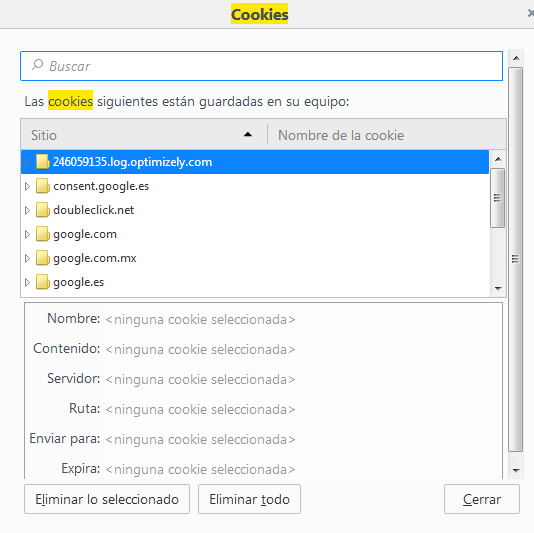 Cookies
Buscar
Las cookies siguientes están guardadas en su equipo:
Sitio Nombre de la cookie
246059135.log.optimizely.com
consent.google.es
doubleclick.net
google.com
google.com.mx
google.es
Nombre: <ninguna cookie seleccionada>
Contenido: <ninguna cookie seleccionada>
Servidor: <ninguna cookie seleccionada>
Ruta: <ninguna cookie seleccionada>
Enviar para: <ninguna cookie seleccionada>
Expira: <ninguna cookie seleccionada>
Eliminar lo seleccionado Eliminar todo Cerrar